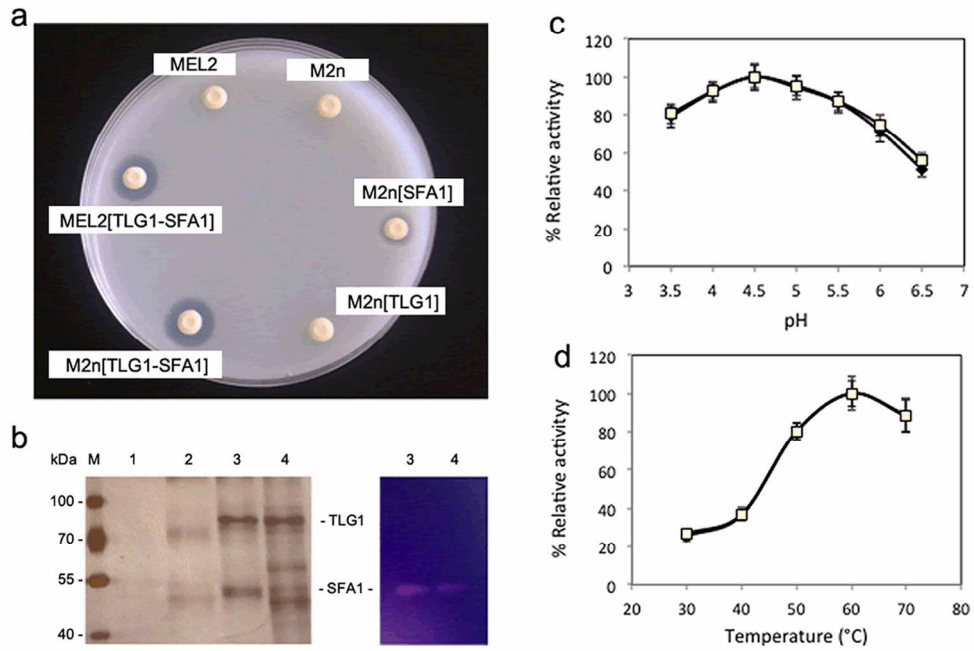 a
MEL2
M2n
M2n[SFA1]
MEL2[TLG1-SFA1]
M2n[TLG1]
M2n[TLG1-SFA1]
b
kDa M 1 2 3 4
100 -
70 -
55 -
40 -
- TLG1
- SFA1 -
3 4
c
120
100
80
60
40
20
0
% Relative activityy
3 3.5 4 4.5 5 5.5 6 6.5 7
pH
d
120
100
80
60
40
20
0
% Relative activityy
20 30 40 50 60 70 80
Temperature (°C)